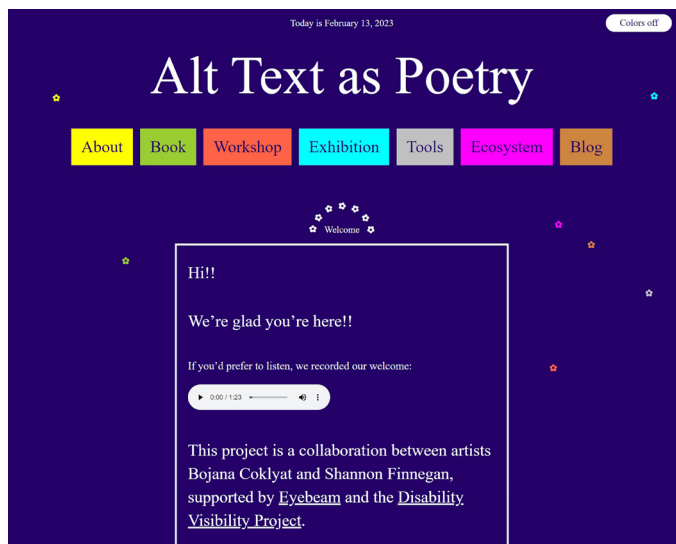 Today is February 13, 2023
Colors off
Alt Text as Poetry
About Book Workshop Exhibition Tools Ecosystem Blog
Welcome
Hi!!
We’re glad you’re here!!
If you’d prefer to listen, we recorded our welcome:
0:00 / 1:23
This project is a collaboration between artists
Bojana Coklyat and Shannon Finnegan,
supported by Eyebeam and the Disability
Visibility Project.